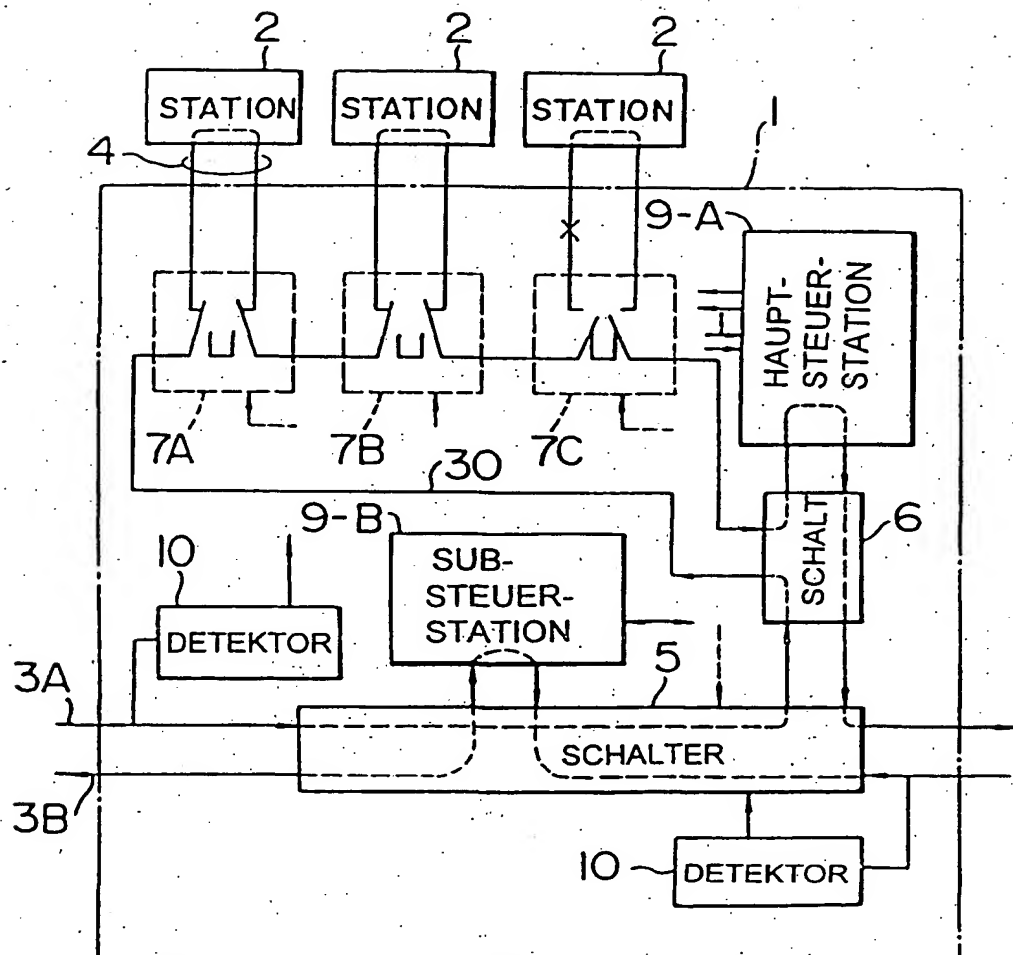 2 2 2
STATION STATION STATION
1
4
9-A
HAUPT-
STEUER-
STATION
7A 7B 7C
30
9-B
SCHALT
6
10
SUB-
STEUER-
STATION
DETEKTOR
5
3A
SCHALTER
3B
10
DETEKTOR